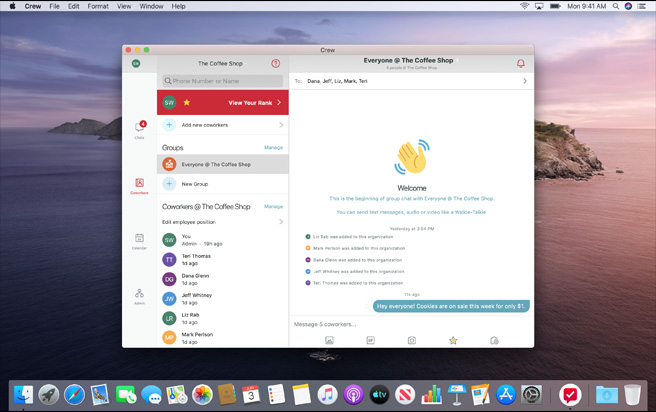 Crew File Edit Format View Window Help
Mon 9:41 AM
Crew
SW
The Coffee Shop
Phone Number or Name
SW View Your Rank
Add new coworkers
Groups Manage
Everyone @ The Coffee Shop
New Group
Coworkers @ The Coffee Shop Manage
Edit employee position
SW You
Admin · 19h ago
TT Teri Thomas
1d ago
DG Dana Glenn
1d ago
JW Jeff Whitney
2d ago
LR Liz Rab
1d ago
MP Mark Perison
1d ago
4
Chats
Coworkers
Calendar
Admin
Everyone @ The Coffee Shop
6 people @ The Coffee Shop
To: Dana, Jeff, Liz, Mark, Teri
Welcome
This is the beginning of group chat with Everyone @ The Coffee Shop.
You can send text messages, audio or video like a Walkie-Talkie
Yesterday at 3:54 PM
Liz Rab was added to this organization
Mark Perison was added to this organization
Dana Glenn was added to this organization
Jeff Whitney was added to this organization
Teri Thomas was added to this organization
Hey everyone! Cookies are on sale this week for only $1.
Message 5 coworkers...
3
tv